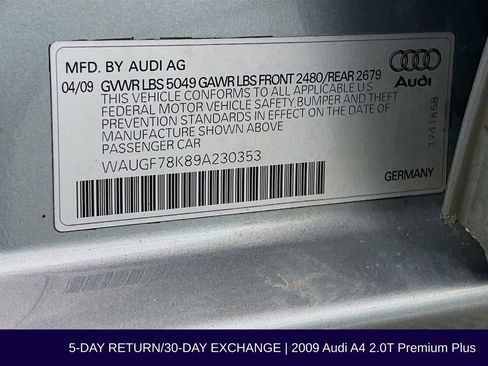 MFD. BY AUDI AG
04/09 GVWR LBS 5049 GAWR LBS FRONT 2480/REAR 2679
THIS VEHICLE CONFORMS TO ALL APPLICABLE U.S.
FEDERAL MOTOR VEHICLE SAFETY BUMPER AND THEFT
PREVENTION STANDARDS IN EFFECT ON THE DATE OF
MANUFACTURE SHOWN ABOVE
PASSENGER CAR
WAUGF78K89A230353
Audi
1741858
GERMANY
5-DAY RETURN/30-DAY EXCHANGE | 2009 Audi A4 2.0T Premium Plus